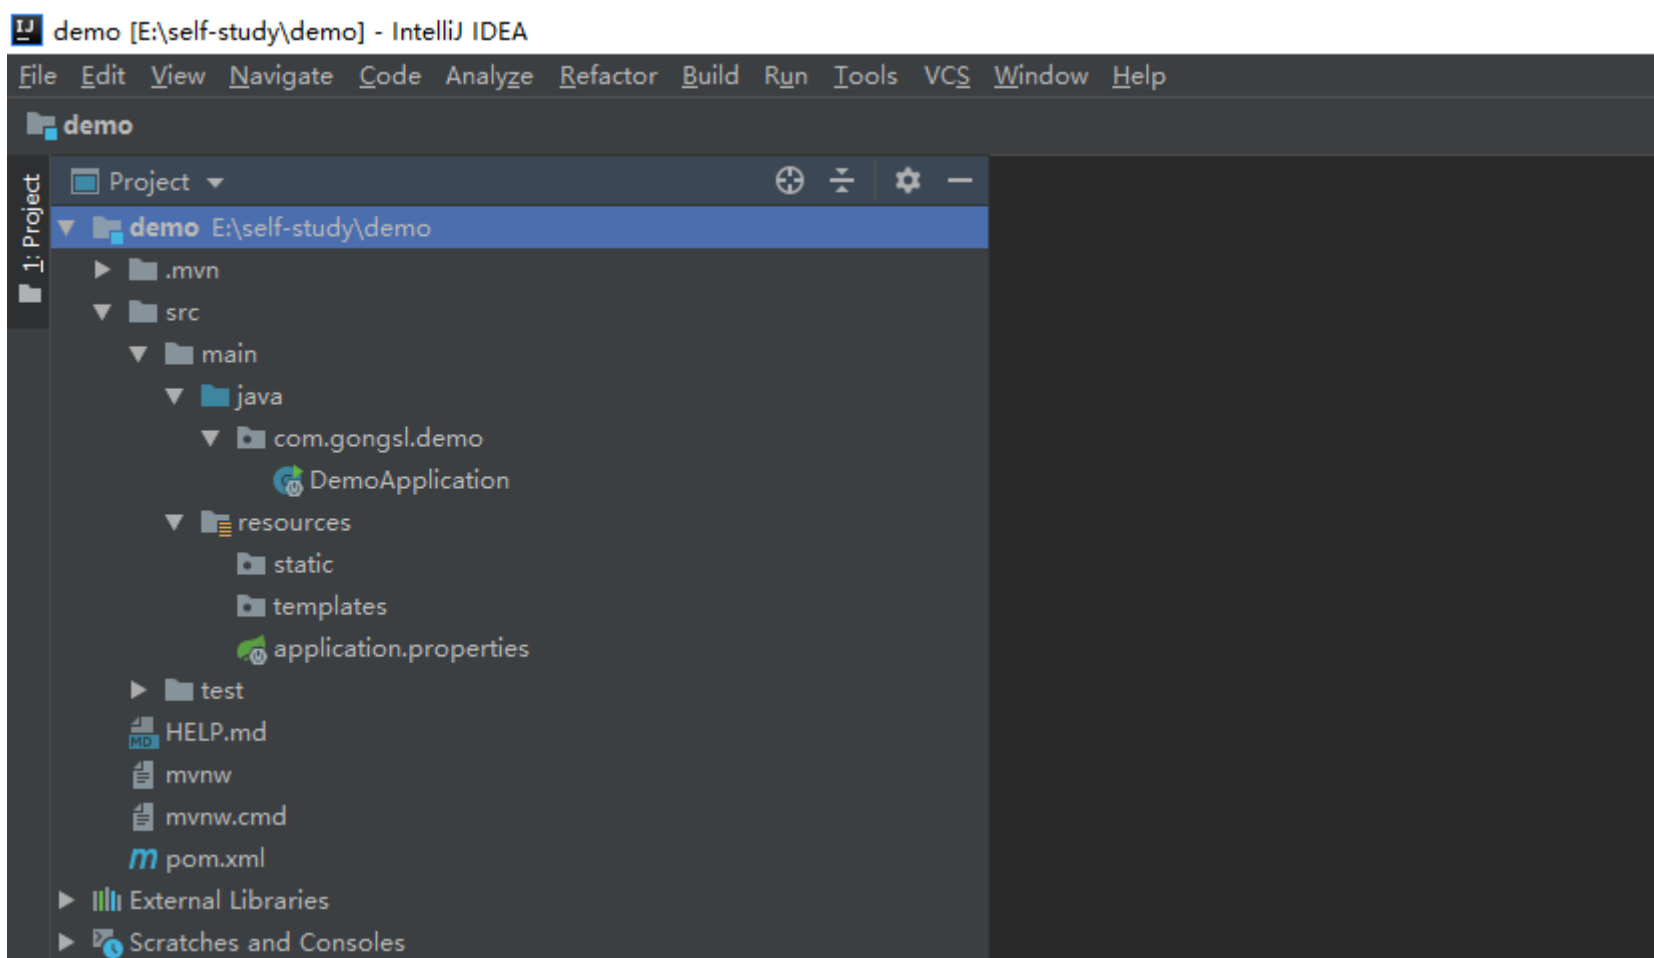 demo [E:\self-study\demo] - IntelliJ IDEA
File Edit View Navigate Code Analyze Refactor Build Run Tools VCS Window Help
demo
1: Project
Project
demo E:\self-study\demo
.mvn
src
main
java
com.gongsl.demo
DemoApplication
resources
static
templates
application.properties
test
HELP.md
mvnw
mvnw.cmd
pom.xml
External Libraries
Scratches and Consoles